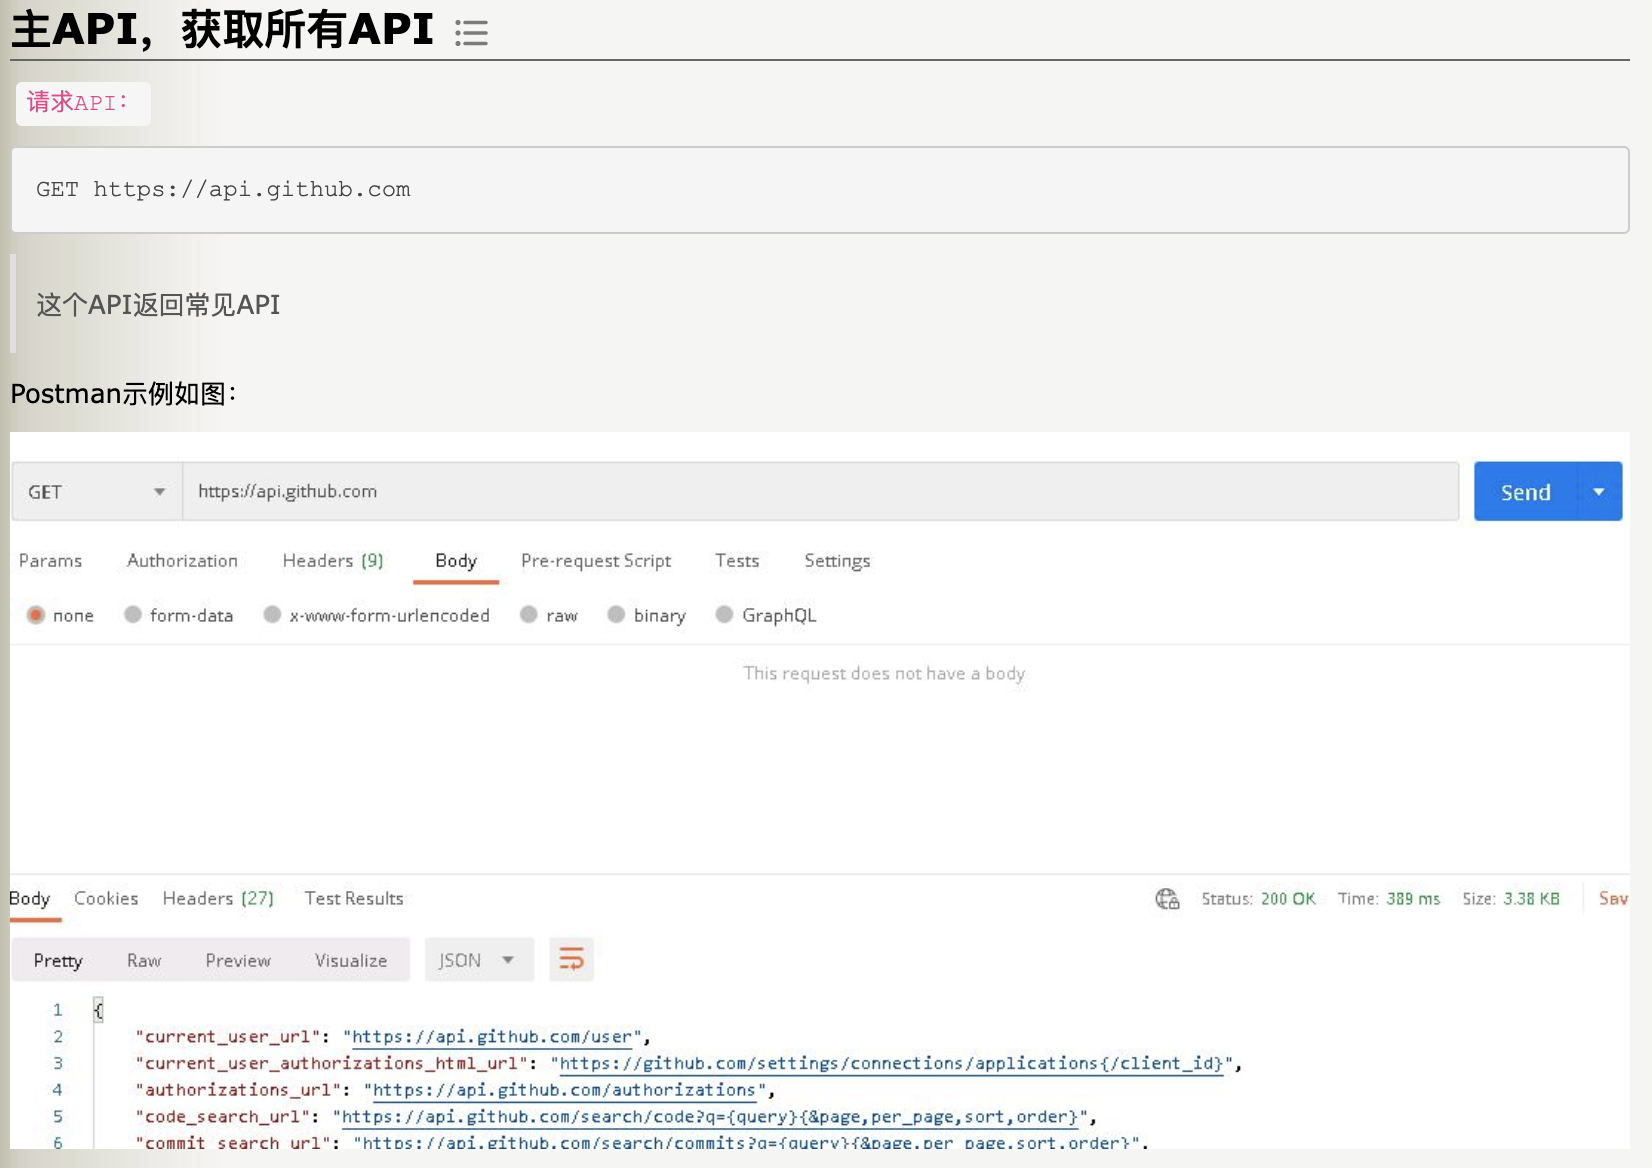 主API，获取所有API
请求API：
GET https://api.github.com
这个API返回常见API
Postman示例如图：
GET https://api.github.com Send
Params Authorization Headers (9) Body Pre-request Script Tests Settings
none form-data x-www-form-urlencoded raw binary GraphQL
This request does not have a body
Body Cookies Headers (27) Test Results Status: 200 OK Time: 389 ms Size: 3.38 KB Sav
Pretty Raw Preview Visualize JSON
1 {
2 "current_user_url": "https://api.github.com/user",
3 "current_user_authorizations_html_url": "https://github.com/settings/connections/applications{/client_id}",
4 "authorizations_url": "https://api.github.com/authorizations",
5 "code_search_url": "https://api.github.com/search/code?q={query}{&page,per_page,sort,order}",
6 "commit_search_url": "https://api.github.com/search/commits?q={query}{&page,per_page,sort,order}",